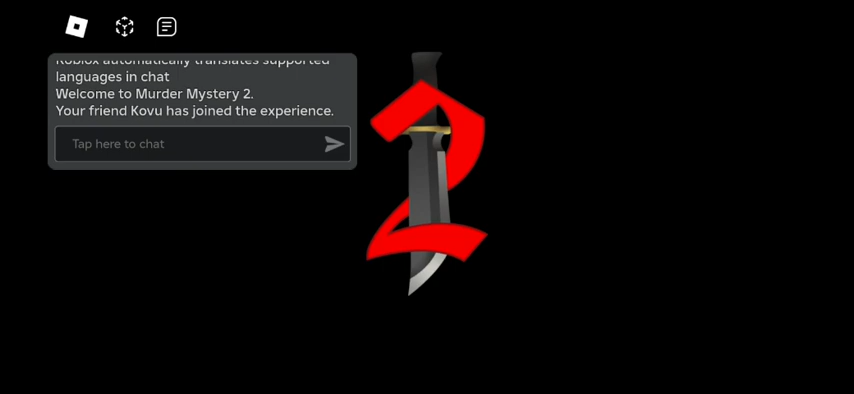 Roblox automatically translates supported
languages in chat
Welcome to Murder Mystery 2.
Your friend Kovu has joined the experience.
Tap here to chat
2